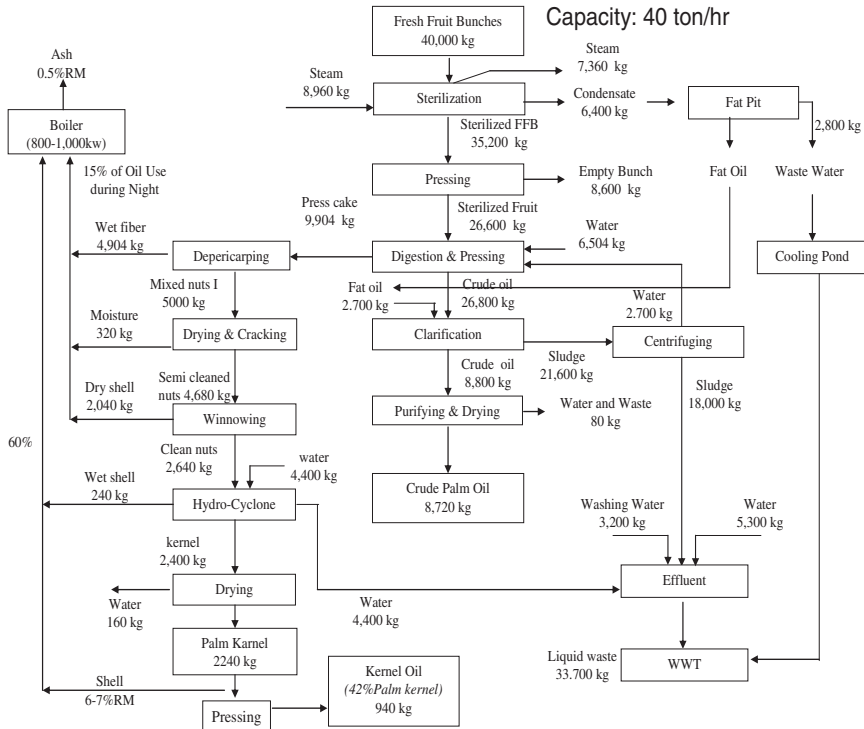 Capacity: 40 ton/hr
Fresh Fruit Bunches
40,000 kg
Ash
0.5%RM
Steam
8,960 kg
Steam
7,360 kg
Sterilization
Condensate
6,400 kg
Fat Pit
2,800 kg
Boiler
(800-1,000kw)
Sterilized FFB
35,200 kg
15% of Oil Use
during Night
Pressing
Empty Bunch
8,600 kg
Fat Oil
Waste Water
Press cake
9,904 kg
Sterilized Fruit
26,600 kg
Water
6,504 kg
Wet fiber
4,904 kg
Depericarping
Digestion & Pressing
Cooling Pond
Mixed nuts I
5000 kg
Fat oil
2.700 kg
Crude oil
26,800 kg
Water
2.700 kg
Moisture
320 kg
Drying & Cracking
Clarification
Centrifuging
Sludge
21,600 kg
Semi cleaned
nuts 4,680 kg
Crude oil
8,800 kg
Sludge
18,000 kg
Dry shell
2,040 kg
Winnowing
Purifying & Drying
Water and Waste
80 kg
60%
Clean nuts
2,640 kg
water
4,400 kg
Wet shell
240 kg
Hydro-Cyclone
Crude Palm Oil
8,720 kg
Washing Water
3,200 kg
Water
5,300 kg
kernel
2,400 kg
Drying
Effluent
Water
160 kg
Water
4,400 kg
Palm Karnel
2240 kg
Liquid waste
33.700 kg
WWT
Shell
6-7%RM
Kernel Oil
(42%Palm kernel)
940 kg
Pressing